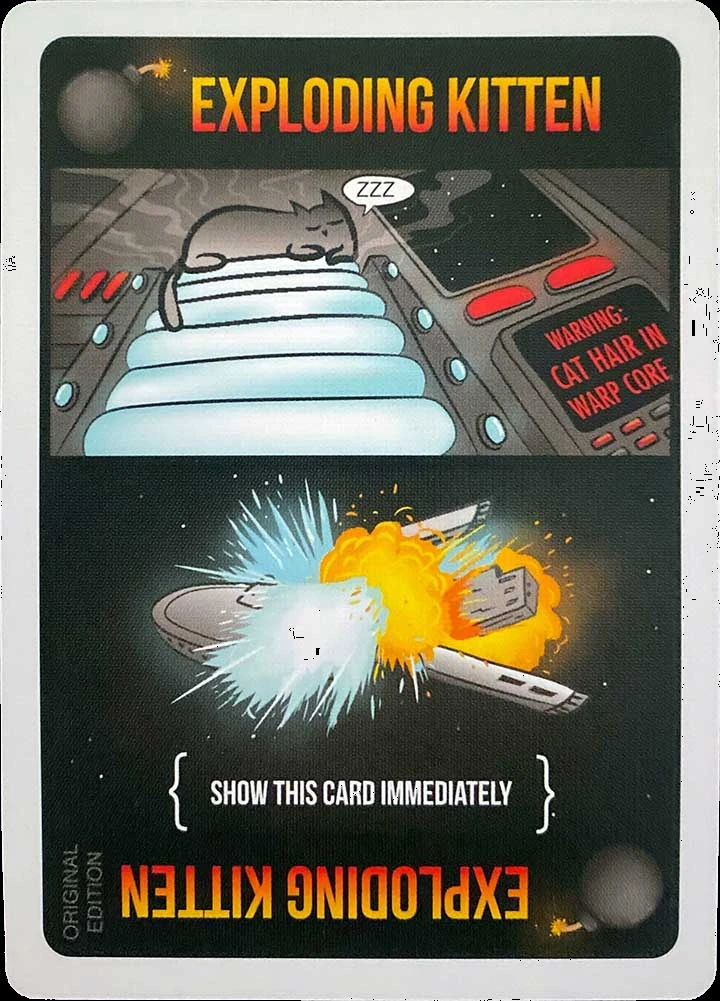 EXPLODING KITTEN
ZZZ
WARNING:
CAT HAIR IN
WARP CORE
SHOW THIS CARD IMMEDIATELY
ORIGINAL
EDITION
EXPLODING KITTEN